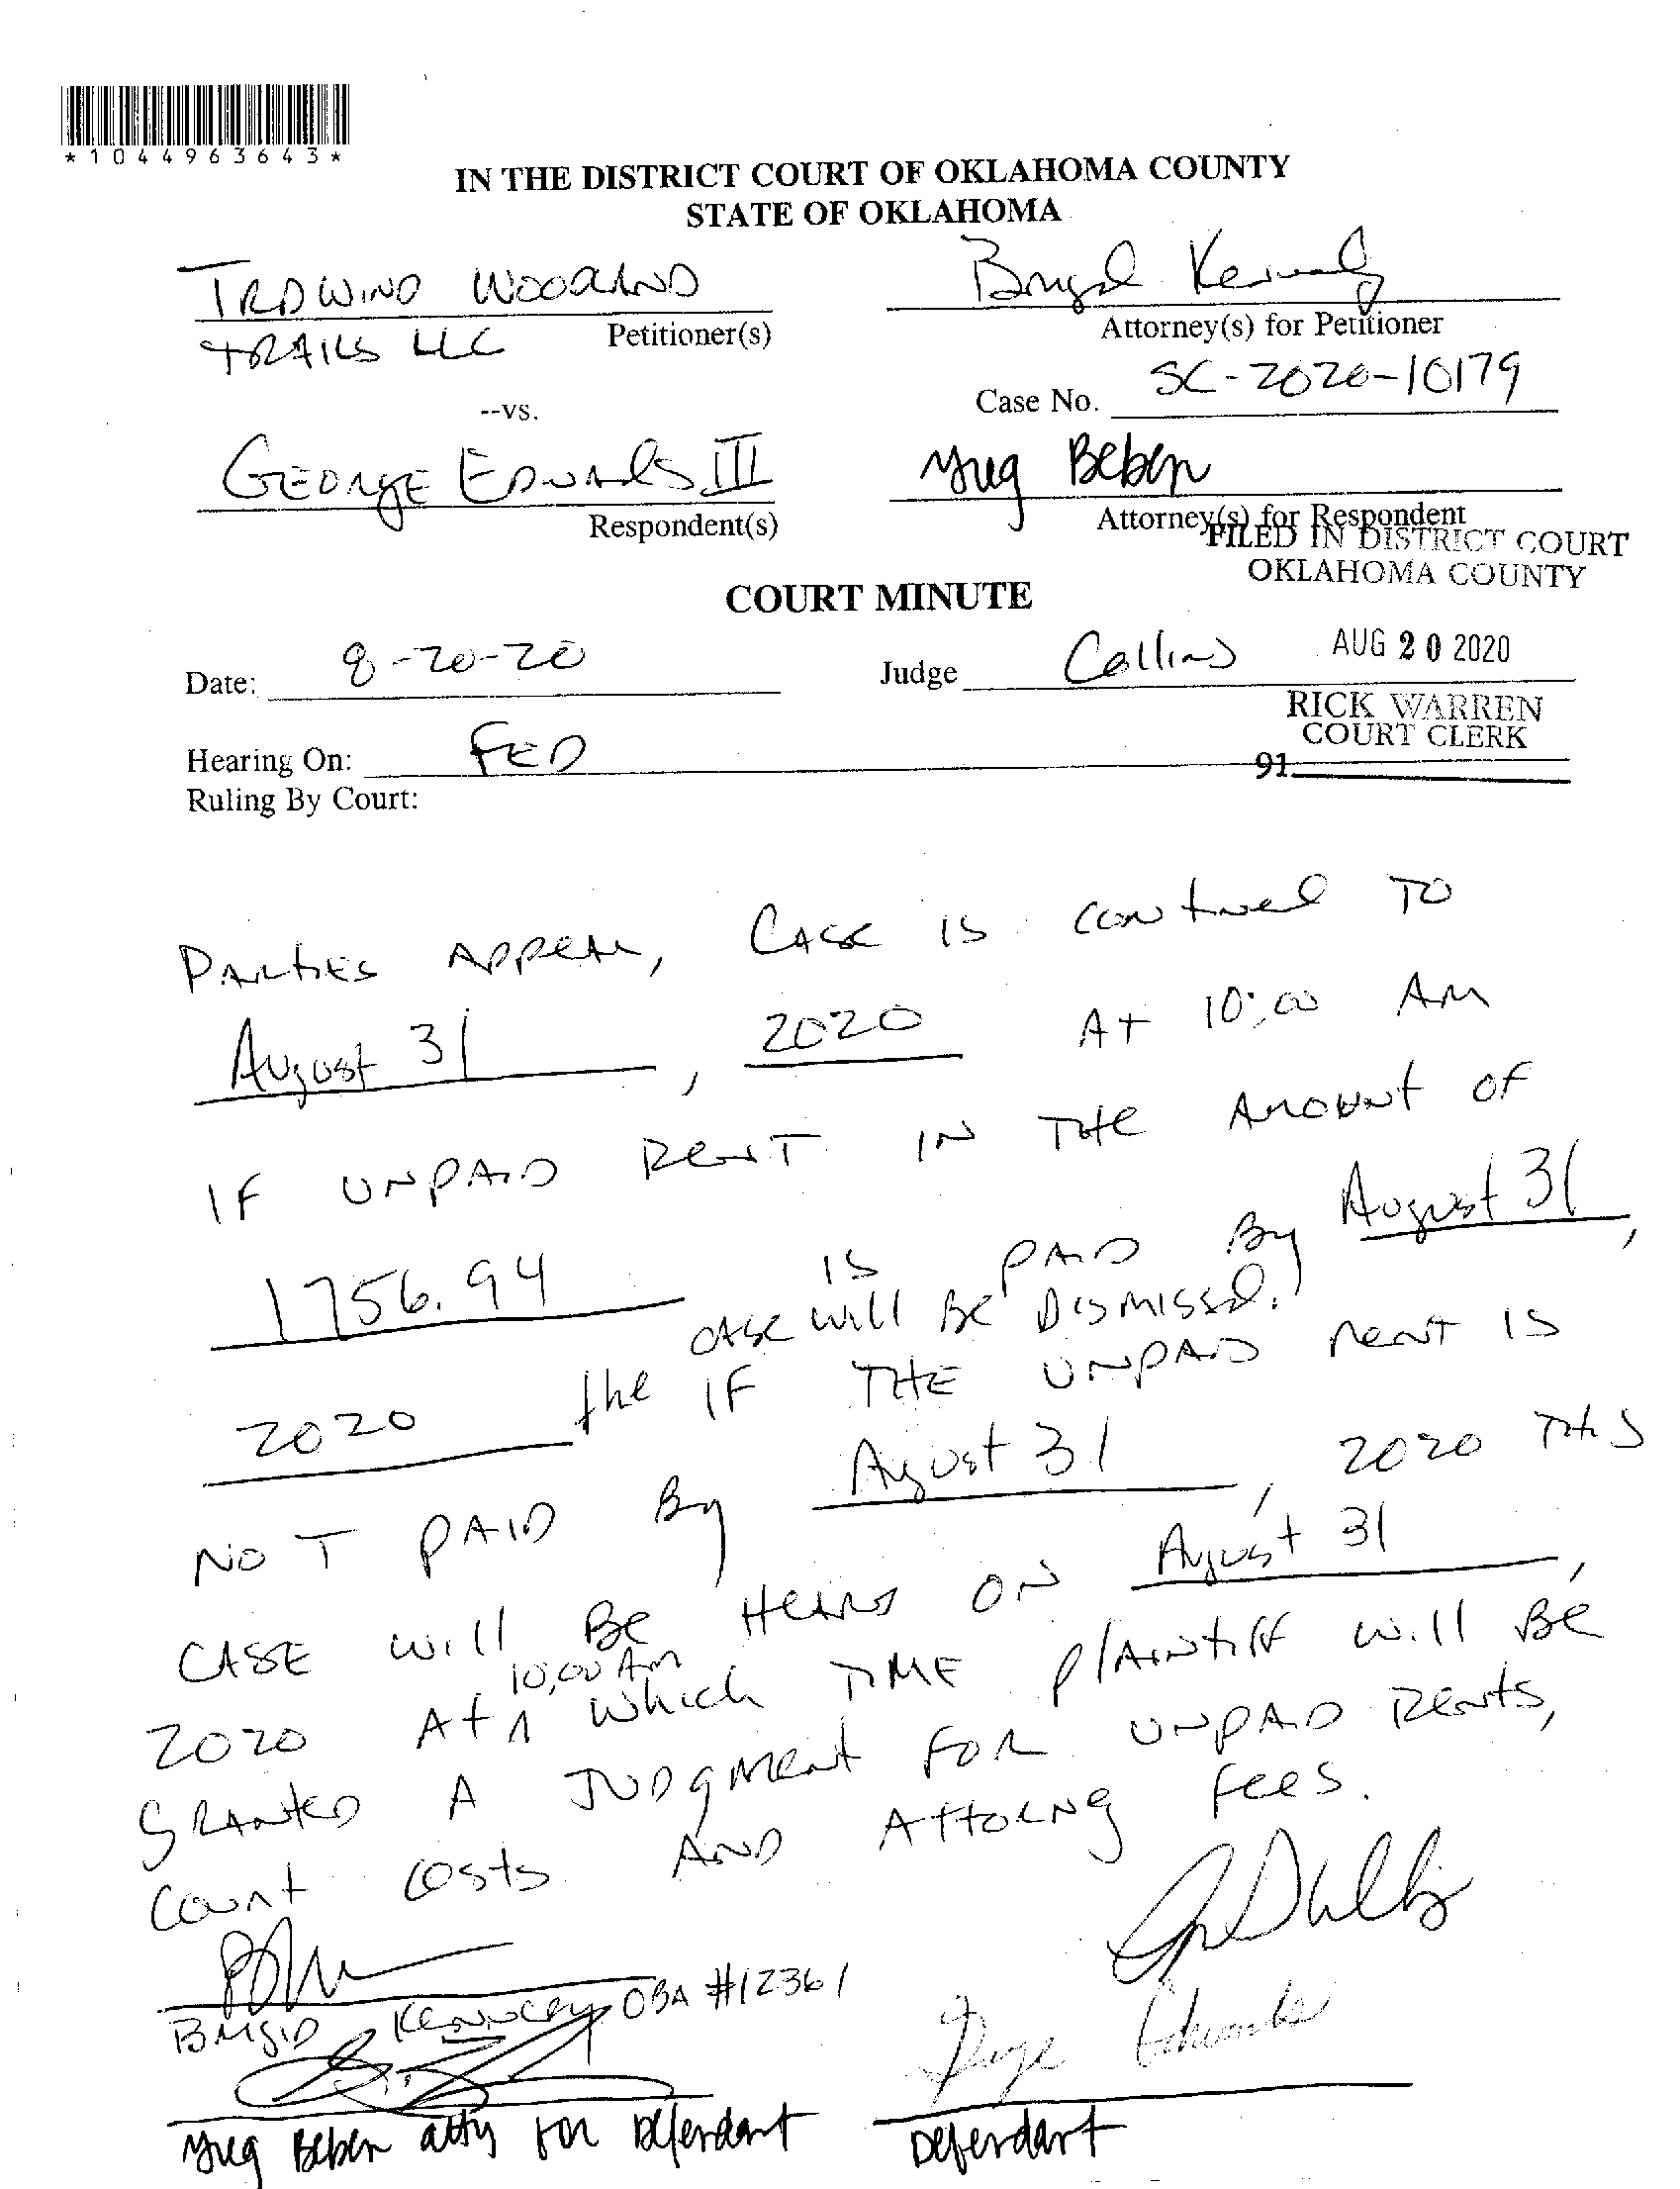 *1044963643*
IN THE DISTRICT COURT OF OKLAHOMA COUNTY
STATE OF OKLAHOMA
TRDWIND WOODLAND
TRAILS LLC
Petitioner(s)
Brigid Kennedy
Attorney(s) for Petitioner
--vs.
Case No. SC-2020-10179
GEORGE EDWARDS III
Respondent(s)
Beben
Attorney(s) for Respondent
FILED IN DISTRICT COURT
OKLAHOMA COUNTY
COURT MINUTE
Date: 8-20-20
Judge Collins
AUG 20 2020
RICK WARREN
COURT CLERK
Hearing On: FED
91
Ruling By Court:
PARTIES APPEAR, CASE IS continued TO
August 31, 2020 At 10:00 AM
IF UNPAID RENT IN THE AMOUNT OF
1756.94 is PAID By August 31,
CASE will BE DISMISSED.
2020 the IF THE UNPAID RENT IS
NOT PAID By August 31, 2020 THIS
CASE will Be HEARD ON August 31,
10:00 AM
2020 At ^ which TIME plAINtiff will Be
GRANTED A JUDGMENT FOR UNPAID RENTS,
COURT COSTS AND ATTORNEY fees.
BRIGID KENNEDY OBA #12361
George Edwards
Beben atty for Defendant
Defendant